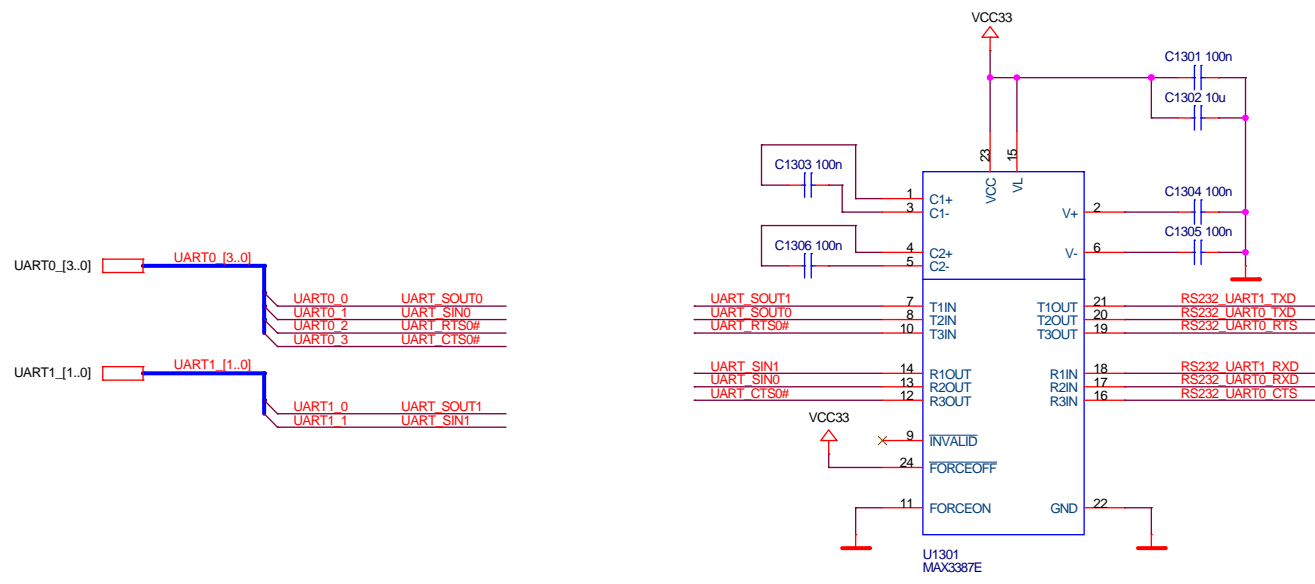 VCC33
C1301 100n
C1302 10u
23
15
VCC
VL
C1303 100n
1
C1+
3
C1-
V+
2
C1304 100n
C1306 100n
4
C2+
5
C2-
V-
6
C1305 100n
UART0_[3..0]
UART0_[3..0]
UART0_0
UART_SOUT0
UART0_1
UART_SIN0
UART0_2
UART_RTS0#
UART0_3
UART_CTS0#
UART1_[1..0]
UART1_[1..0]
UART1_0
UART_SOUT1
UART1_1
UART_SIN1
UART_SOUT1
7
T1IN
T1OUT
21
RS232_UART1_TXD
UART_SOUT0
8
T2IN
T2OUT
20
RS232_UART0_TXD
UART_RTS0#
10
T3IN
T3OUT
19
RS232_UART0_RTS
UART_SIN1
14
R1OUT
R1IN
18
RS232_UART1_RXD
UART_SIN0
13
R2OUT
R2IN
17
RS232_UART0_RXD
UART_CTS0#
12
R3OUT
R3IN
16
RS232_UART0_CTS
VCC33
9
INVALID
24
FORCEOFF
11
FORCEON
GND
22
U1301
MAX3387E